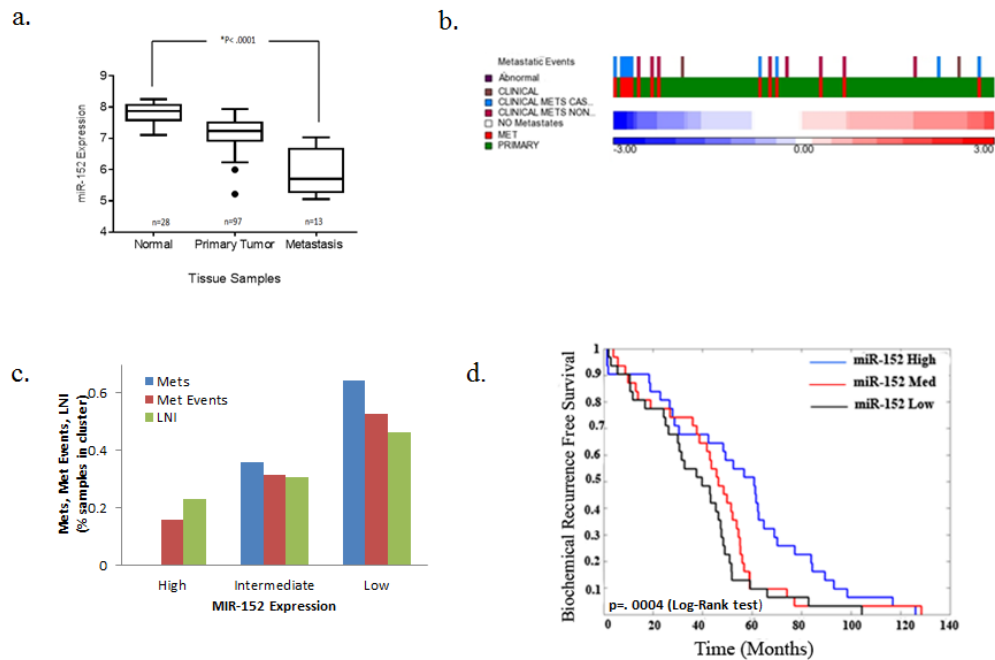 a.
*P< .0001
miR-152 Expression
9
8
7
6
5
4
n=28
n=97
n=13
Normal
Primary Tumor
Metastasis
Tissue Samples
b.
Metastatic Events
Abnormal
CLINICAL
CLINICAL METS CAS..
CLINICAL METS NON...
NO Metastates
MET
PRIMARY
-3.00
0.00
3.00
c.
Mets, Met Events, LNI
(% samples in cluster)
0.6
0.4
0.2
0
Mets
Met Events
LNI
High
Intermediate
Low
MIR-152 Expression
d.
Biochemical Recurrence Free Survival
1
0.9
0.8
0.7
0.6
0.5
0.4
0.3
0.2
0.1
miR-152 High
miR-152 Med
miR-152 Low
p=. 0004 (Log-Rank test)
0
20
40
60
80
100
120
140
Time (Months)